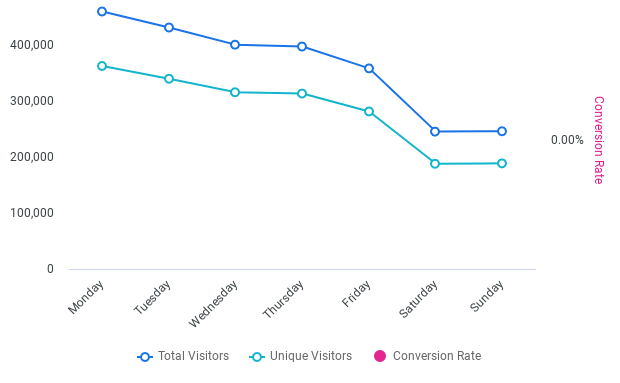 400,000
300,000
200,000
100,000
0
0.00%
Conversion Rate
Monday
Tuesday
Wednesday
Thursday
Friday
Saturday
Sunday
Total Visitors
Unique Visitors
Conversion Rate